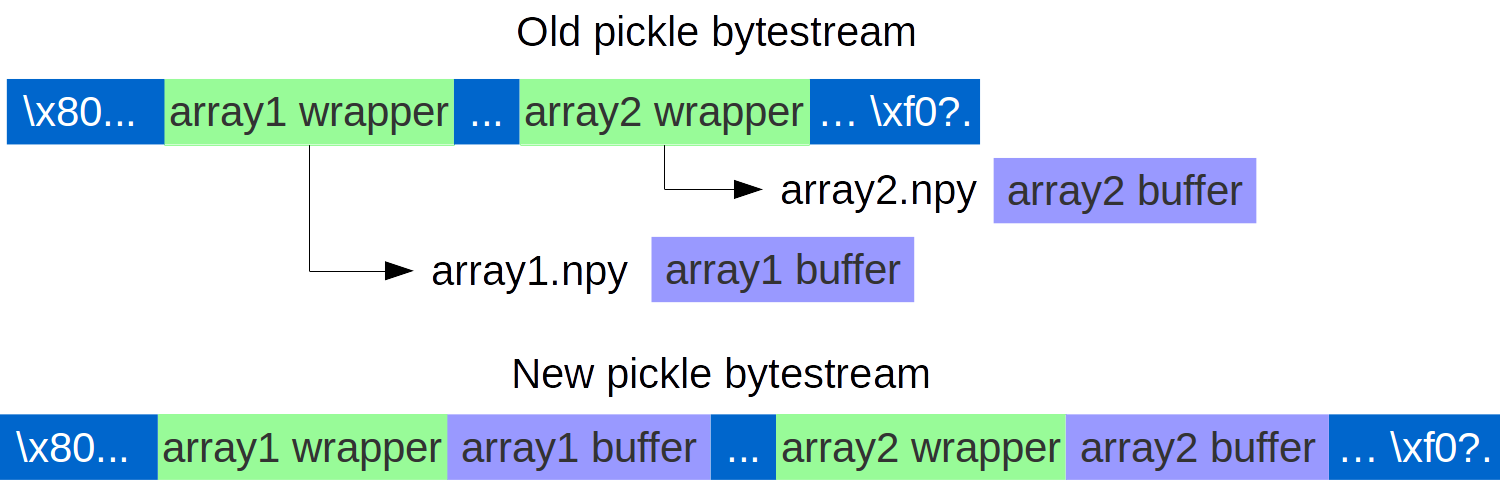 Old pickle bytestream
\x80... array1 wrapper ... array2 wrapper ... \xf0?.
array2.npy array2 buffer
array1.npy array1 buffer
New pickle bytestream
\x80... array1 wrapper array1 buffer ... array2 wrapper array2 buffer ... \xf0?.